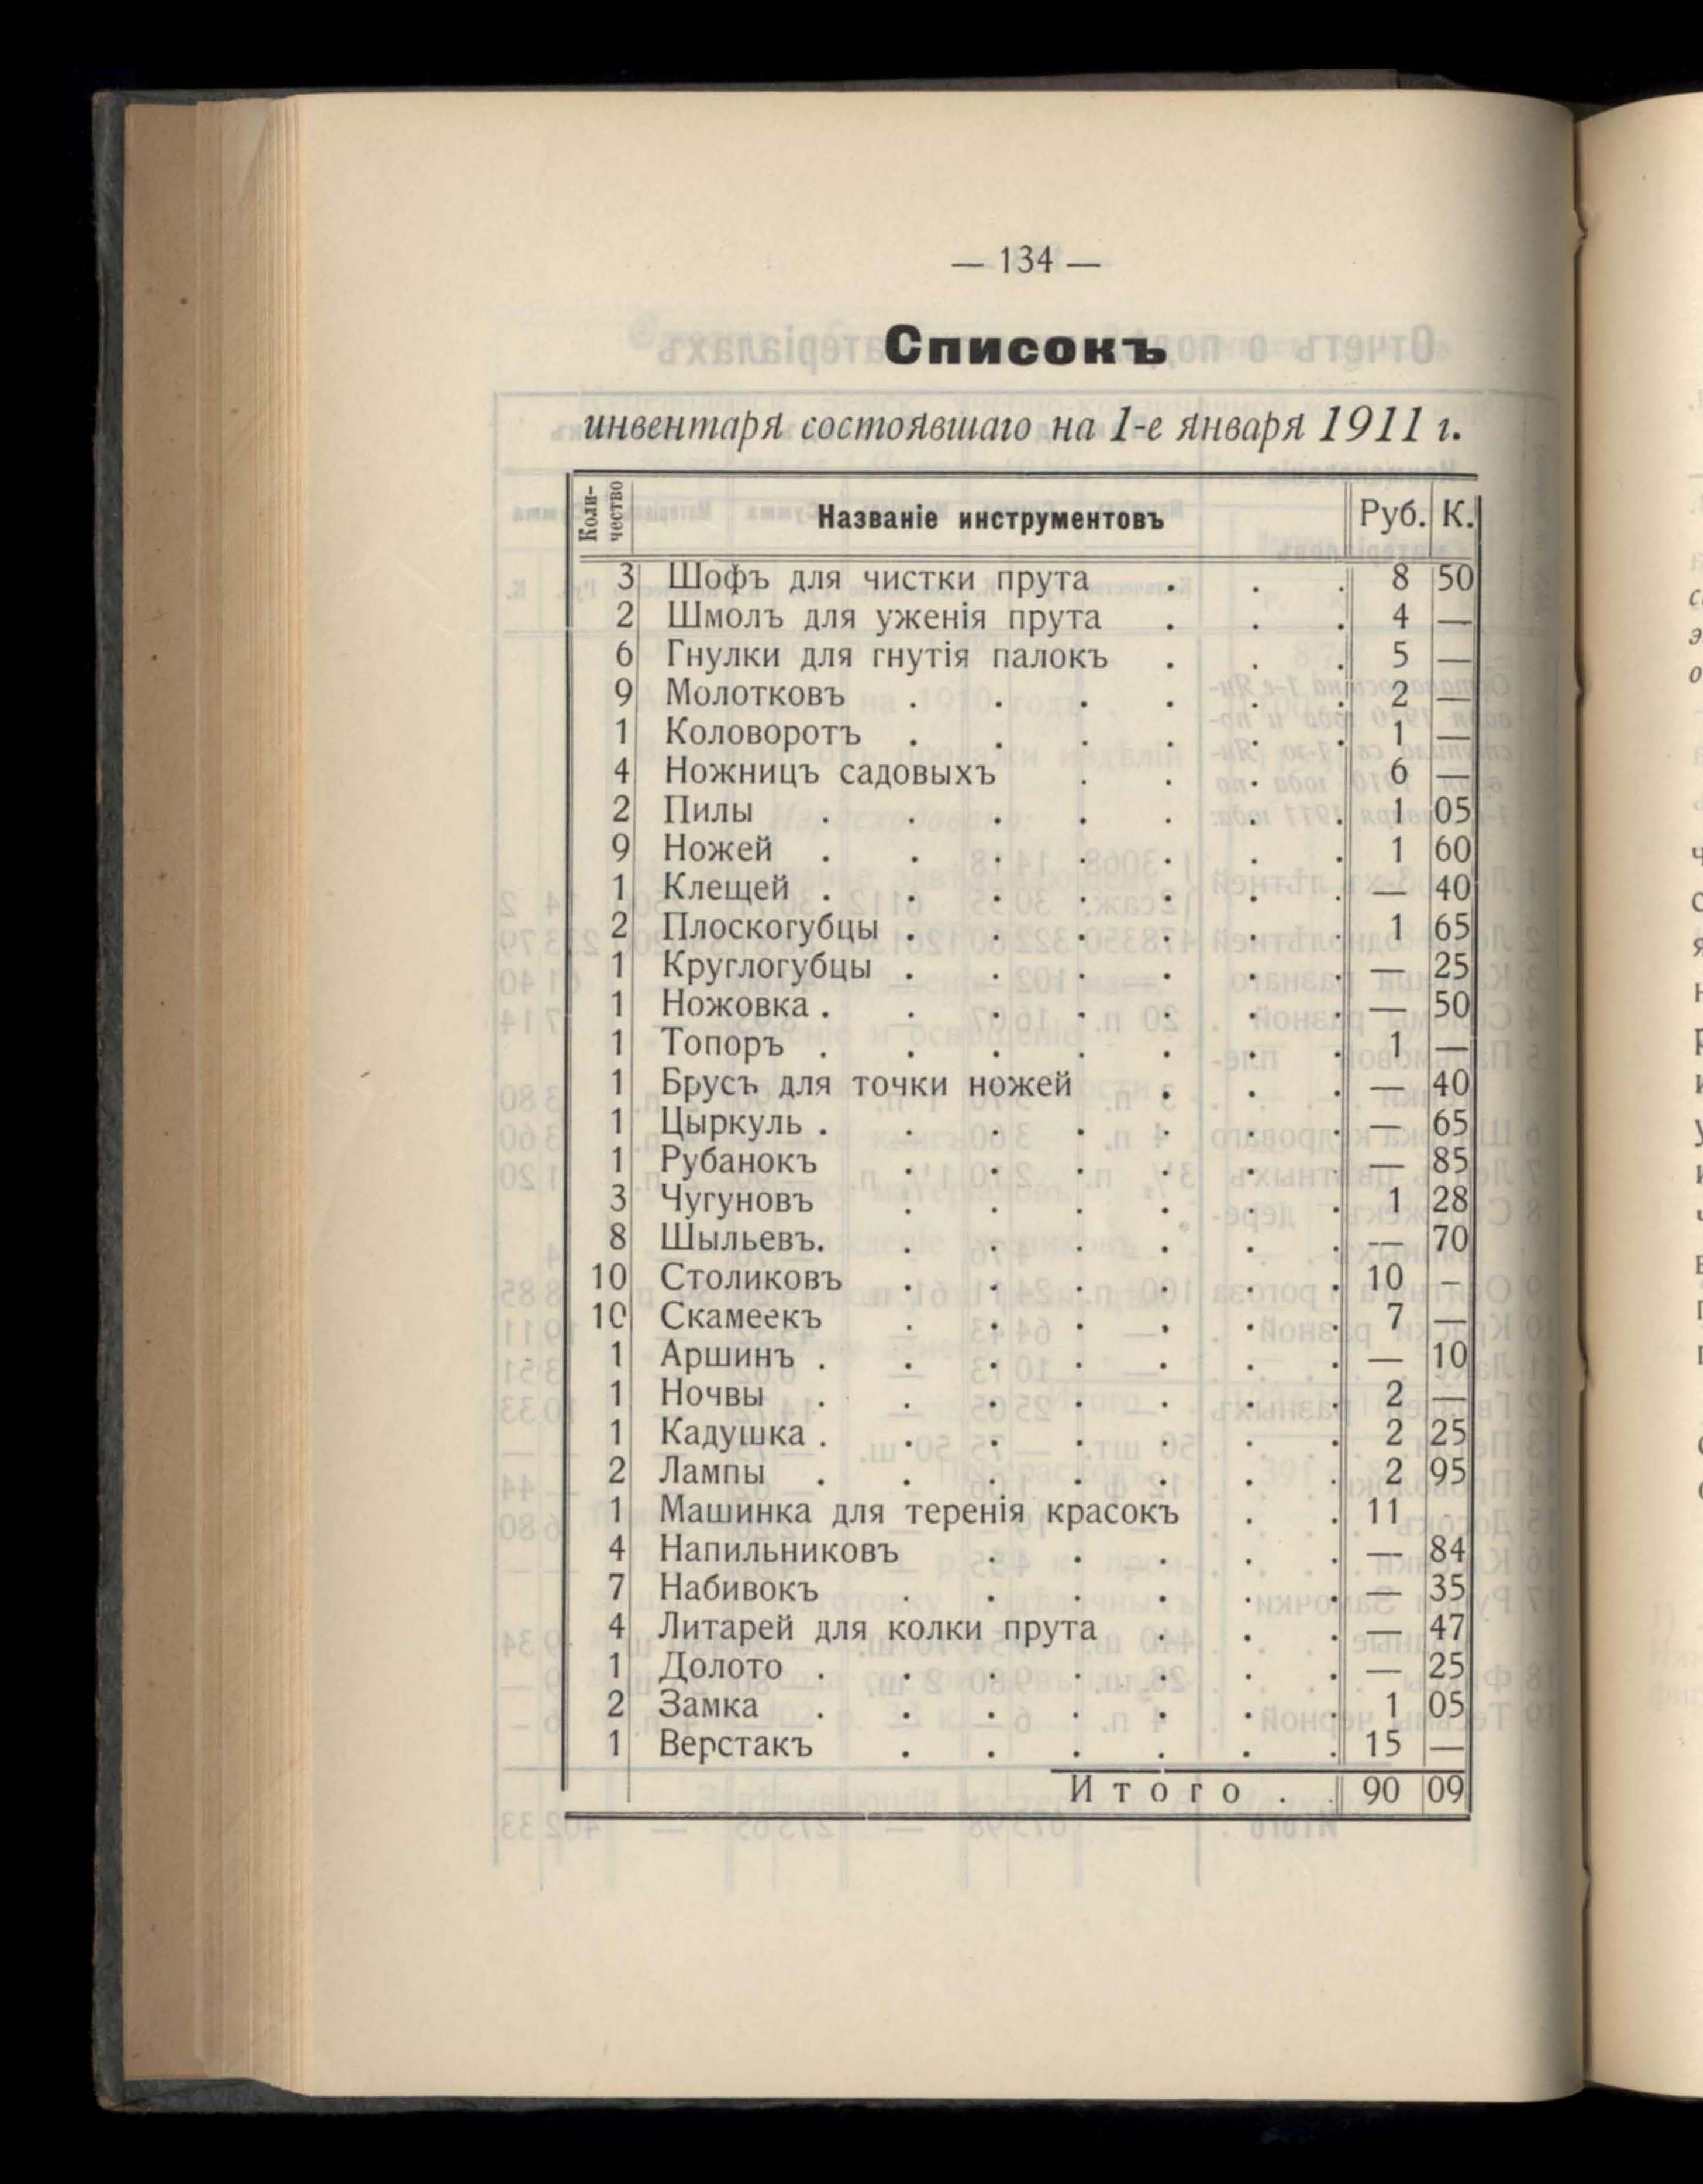 — 134 —
Списокъ
инвентаря состоявшаго на 1-е января 1911 г.
Коли-
чество
Названіе инструментовъ Руб. К.
3 Шофъ для чистки прута . . . 8 50
2 Шмолъ для уженія прута . . . 4 —
6 Гнулки для гнутія палокъ . . . 5 —
9 Молотковъ . . . . . . 2 —
1 Коловоротъ . . . . . . 1 —
4 Ножницъ садовыхъ . . . . 6 —
2 Пилы . . . . . . . 1 05
9 Ножей . . . . . . . 1 60
1 Клещей . . . . . . . — 40
2 Плоскогубцы . . . . . . 1 65
1 Круглогубцы . . . . . . — 25
1 Ножовка . . . . . . . — 50
1 Топоръ . . . . . . . 1 —
1 Брусъ для точки ножей . . . — 40
1 Цыркуль . . . . . . . — 65
1 Рубанокъ . . . . . . — 85
3 Чугуновъ . . . . . . 1 28
8 Шыльевъ . . . . . . . — 70
10 Столиковъ . . . . . . 10 —
10 Скамеекъ . . . . . . 7 —
1 Аршинъ . . . . . . . — 10
1 Ночвы . . . . . . . 2 —
1 Кадушка . . . . . . . 2 25
2 Лампы . . . . . . . 2 95
1 Машинка для теренія красокъ . . 11
4 Напильниковъ . . . . . — 84
7 Набивокъ . . . . . . — 35
4 Литарей для колки прута . . . — 47
1 Долото . . . . . . . — 25
2 Замка . . . . . . . 1 05
1 Верстакъ . . . . . . 15 —
Итого . . 90 09